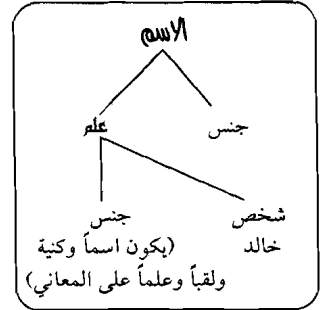 الاسم
جنس علم
شخص جنس
خالد (يكون اسماً وكنية
ولقباً وعلماً على المعاني)